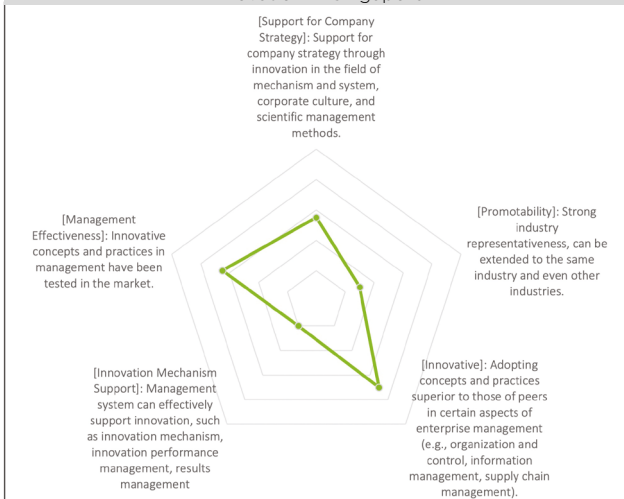 [Support for Company
Strategy]: Support for
company strategy through
innovation in the field of
mechanism and system,
corporate culture, and
scientific management
methods.
[Promotability]: Strong
industry
representativeness, can be
extended to the same
industry and even other
industries.
[Innovative]: Adopting
concepts and practices
superior to those of peers
in certain aspects of
enterprise management
(e.g., organization and
control, information
management, supply chain
management).
[Innovation Mechanism
Support]: Management
system can effectively
support innovation, such
as innovation mechanism,
innovation performance
management, results
management
[Management
Effectiveness]: Innovative
concepts and practices in
management have been
tested in the market.